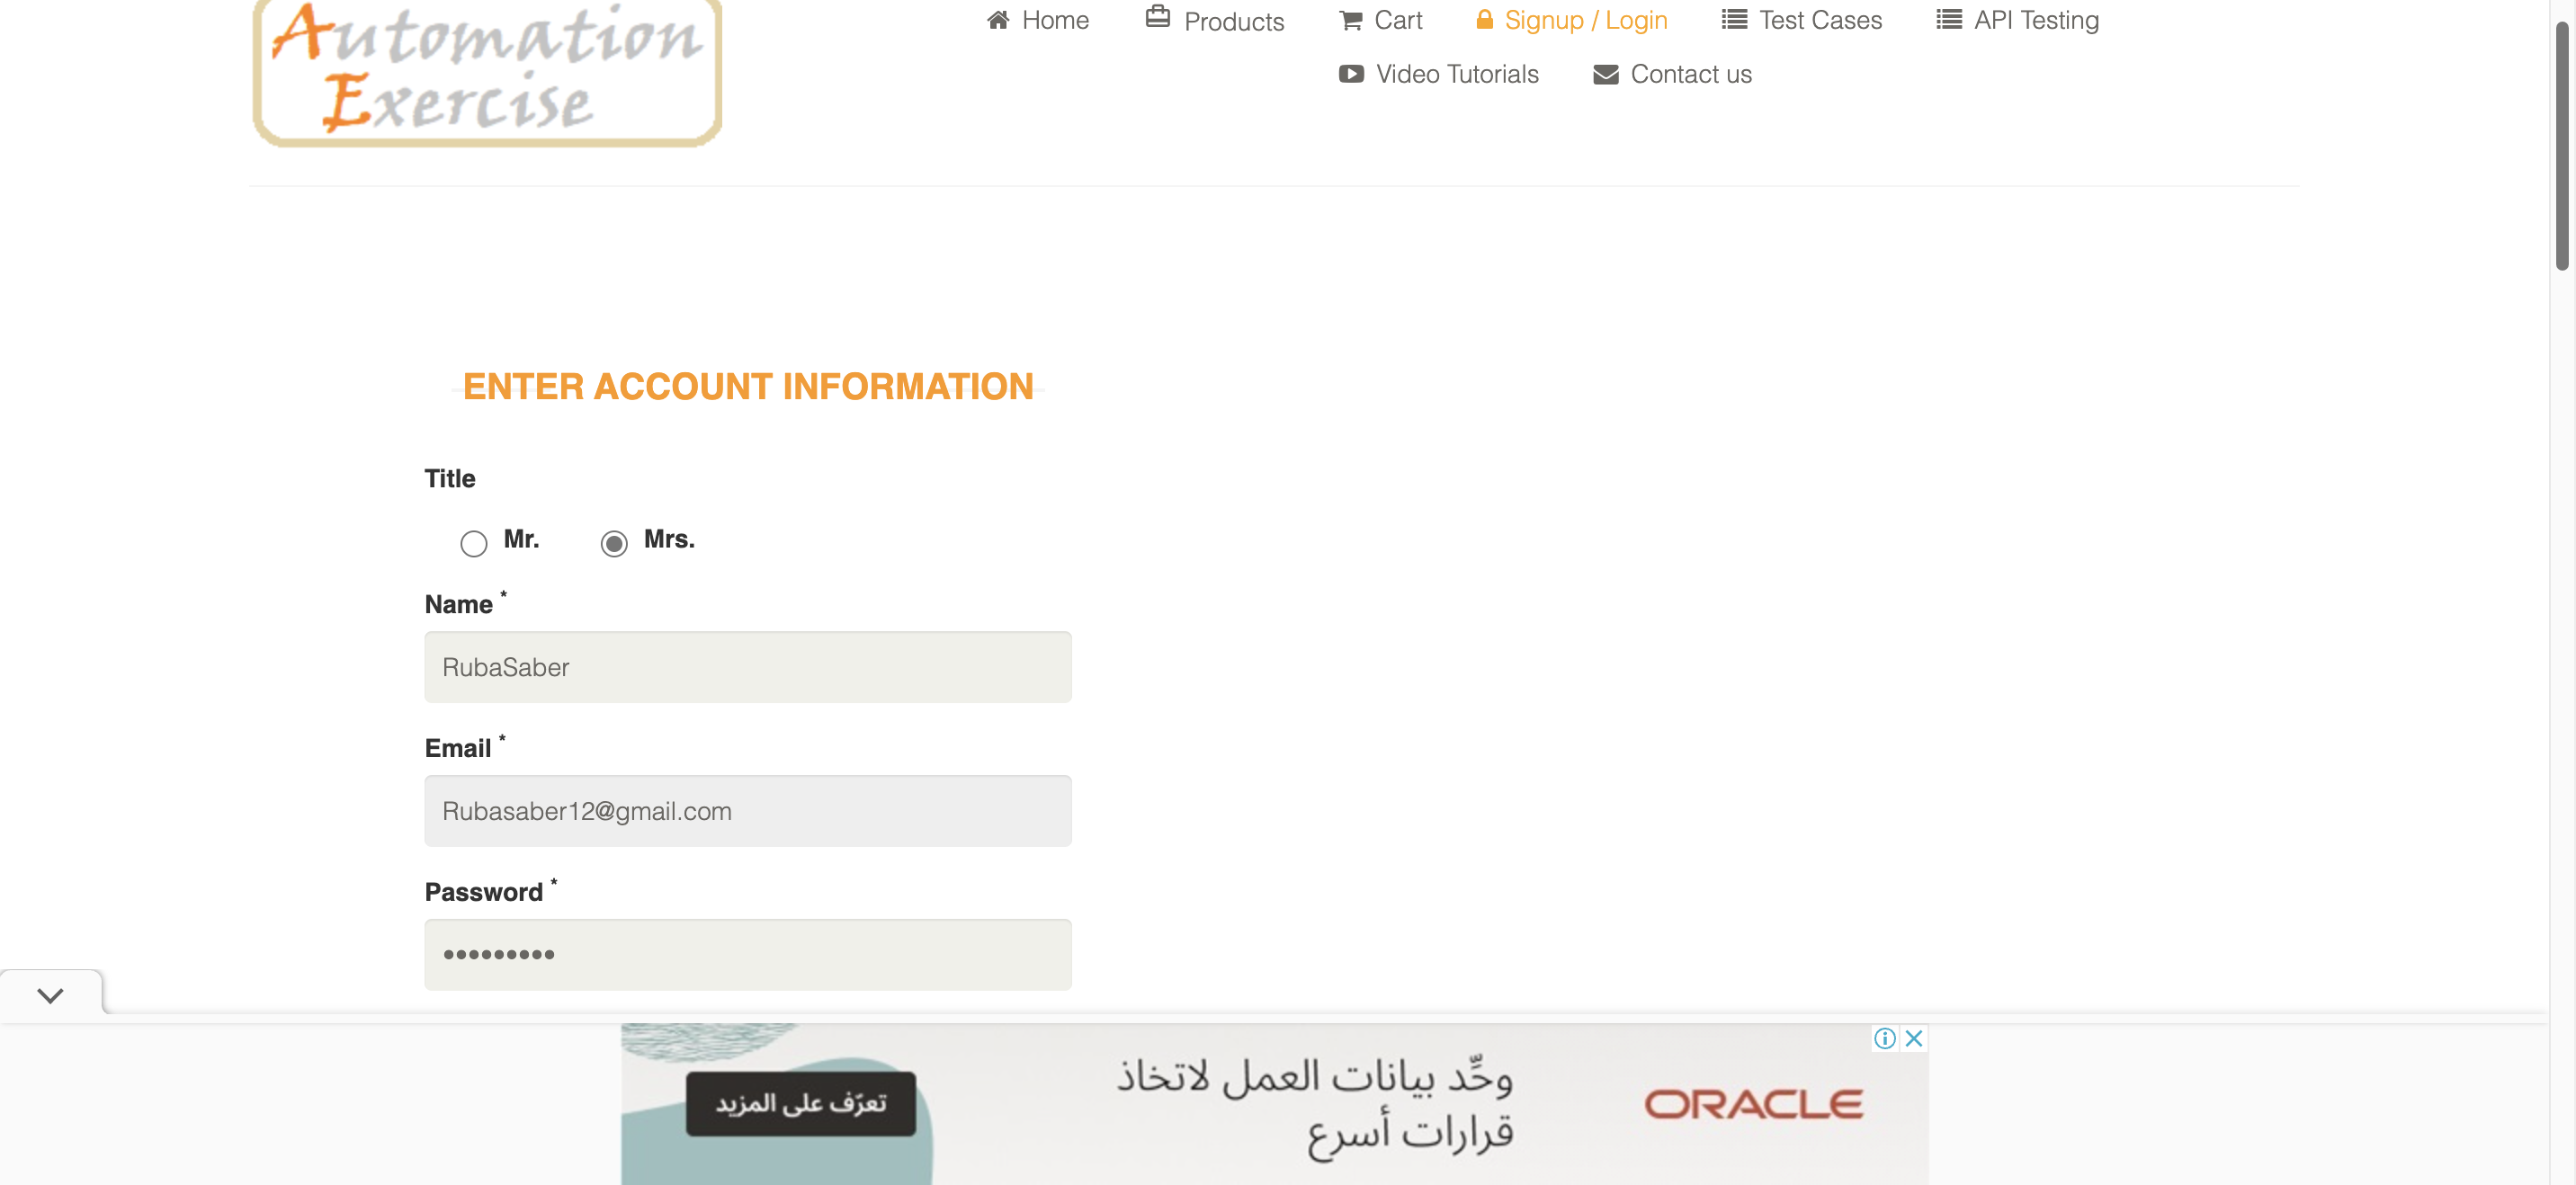 Automation
Exercise
Home
Products
Cart
Signup / Login
Test Cases
API Testing
Video Tutorials
Contact us
ENTER ACCOUNT INFORMATION
Title
Mr.
Mrs.
Name *
RubaSaber
Email *
Rubasaber12@gmail.com
Password *
•••••••••
وحِّد بيانات العمل لاتخاذ
قرارات أسرع
تعرّف على المزيد
ORACLE